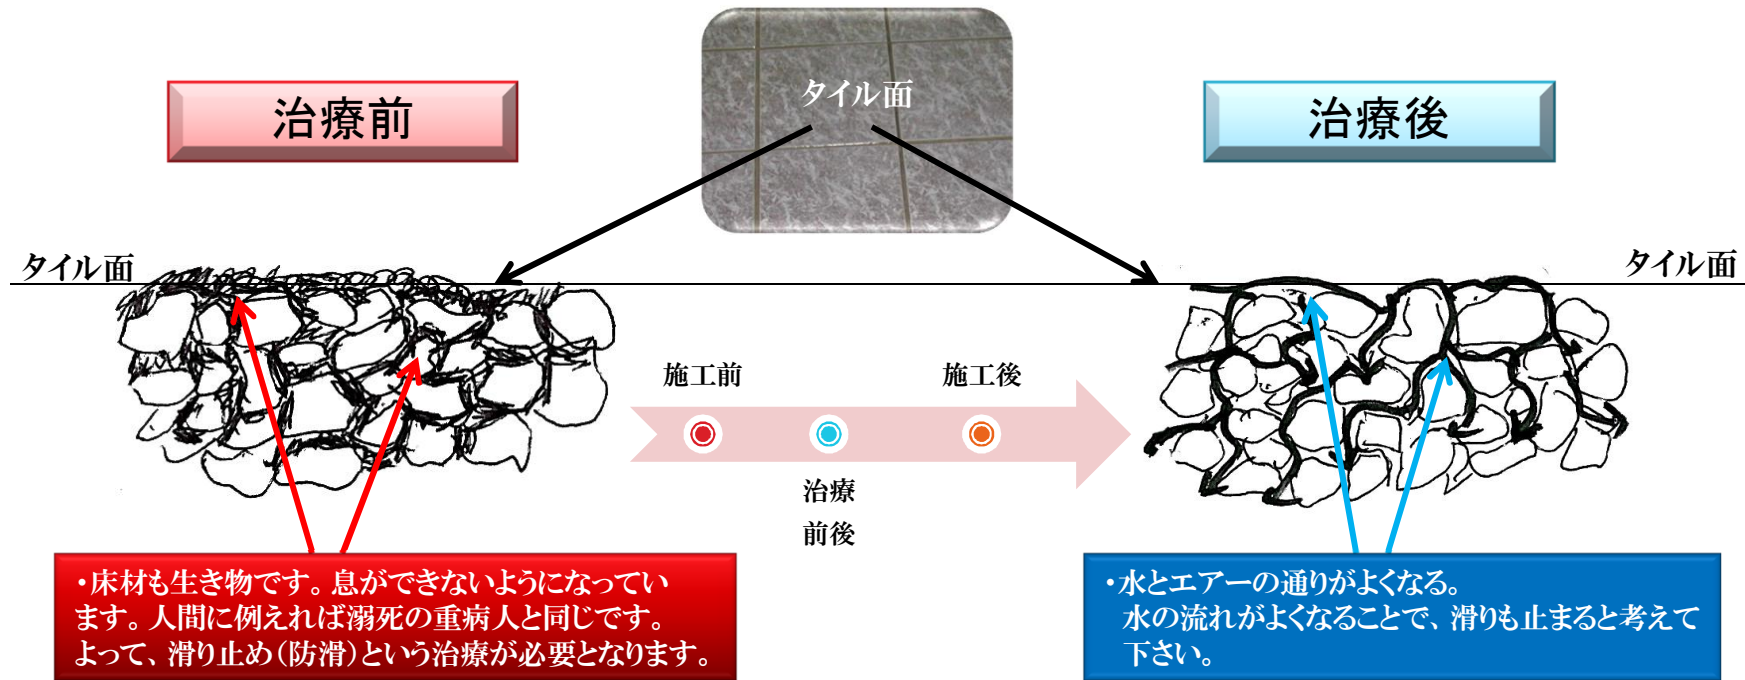 タイル面
治療前
治療後
タイル面
タイル面
施工前
施工後
治療
前後
・床材も生き物です。息ができないようになってい
ます。人間に例えれば溺死の重病人と同じです。
よって、滑り止め(防滑)という治療が必要となります。
・水とエアーの通りがよくなる。
水の流れがよくなることで、滑りも止まると考えて
下さい。